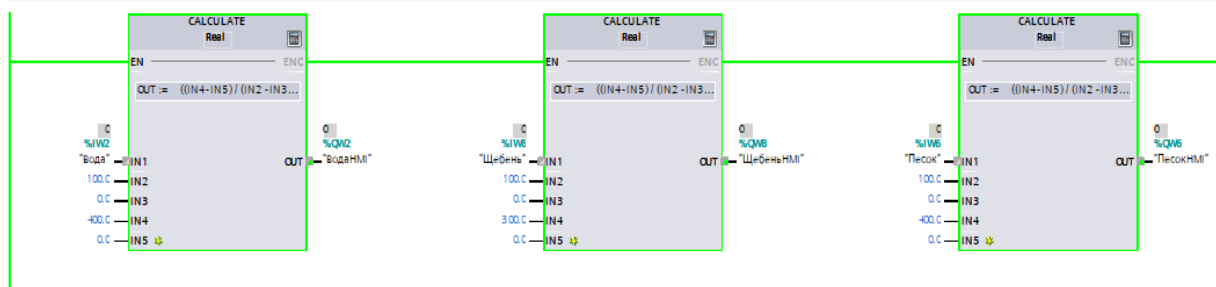 CALCULATE
Real
EN
ENC
OUT := ((IN4-IN5) / (IN2 -IN3...
0
%IW2
"Вода"
IN1
100.0
IN2
0.0
IN3
400.0
IN4
0.0
IN5
0
%QW2
OUT
"ВодаHMI"
CALCULATE
Real
EN
ENC
OUT := ((IN4-IN5) / (IN2 -IN3...
0
%IW8
"Щебень"
IN1
100.0
IN2
0.0
IN3
300.0
IN4
0.0
IN5
0
%QW8
OUT
"ЩебеньHMI"
CALCULATE
Real
EN
ENC
OUT := ((IN4-IN5) / (IN2 -IN3...
0
%IW6
"Песок"
IN1
100.0
IN2
0.0
IN3
400.0
IN4
0.0
IN5
0
%QW6
OUT
"ПесокHMI"